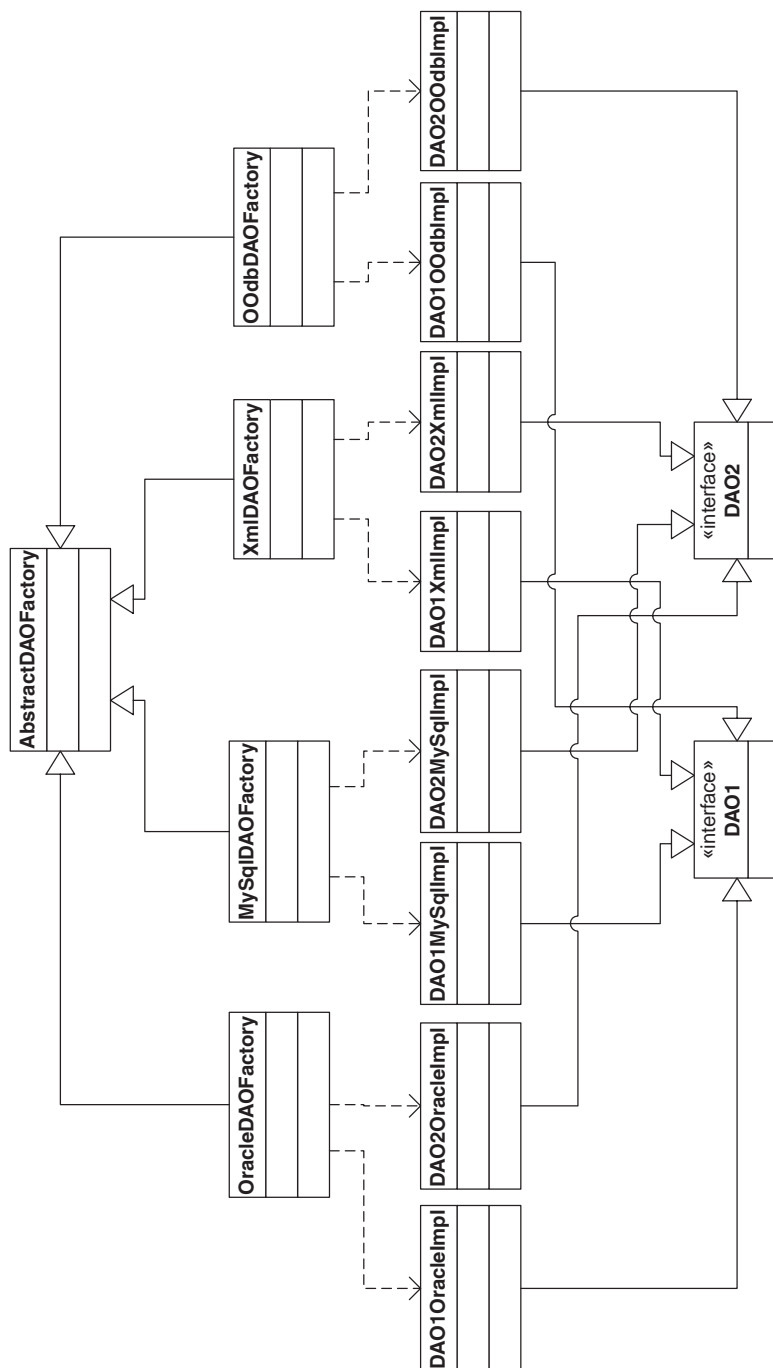 AbstractDAOFactory
OracleDAOFactory
MySqlDAOFactory
XmlDAOFactory
OOdbDAOFactory
DAO1OracleImpl
DAO2OracleImpl
DAO1MySqlImpl
DAO2MySqlImpl
DAO1XmlImpl
DAO2XmlImpl
DAO1OOdbImpl
DAO2OOdbImpl
«interface»
DAO1
«interface»
DAO2